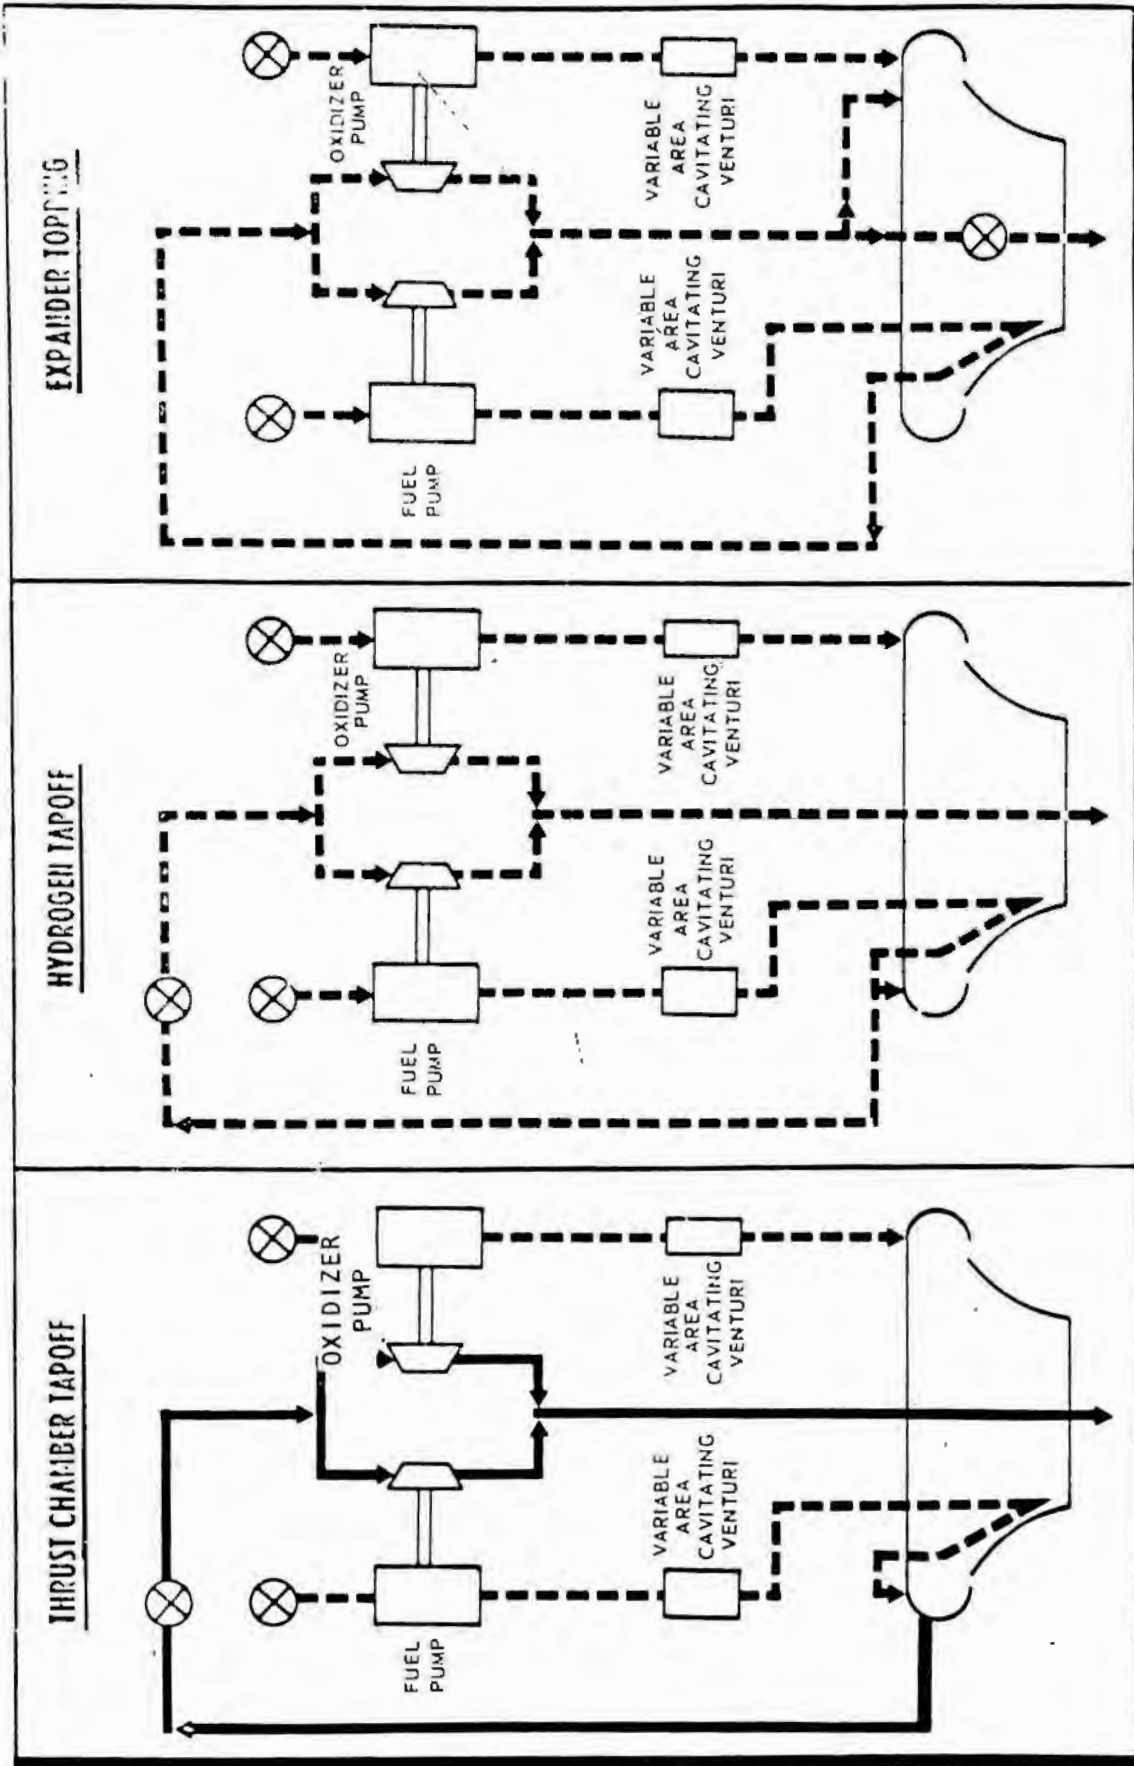 EXPANDER TOPPING
OXIDIZER
PUMP
FUEL
PUMP
VARIABLE
AREA
CAVITATING
VENTURI
VARIABLE
AREA
CAVITATING
VENTURI
HYDROGEN TAPOFF
OXIDIZER
PUMP
FUEL
PUMP
VARIABLE
AREA
CAVITATING
VENTURI
VARIABLE
AREA
CAVITATING
VENTURI
THRUST CHAMBER TAPOFF
OXIDIZER
PUMP
FUEL
PUMP
VARIABLE
AREA
CAVITATING
VENTURI
VARIABLE
AREA
CAVITATING
VENTURI